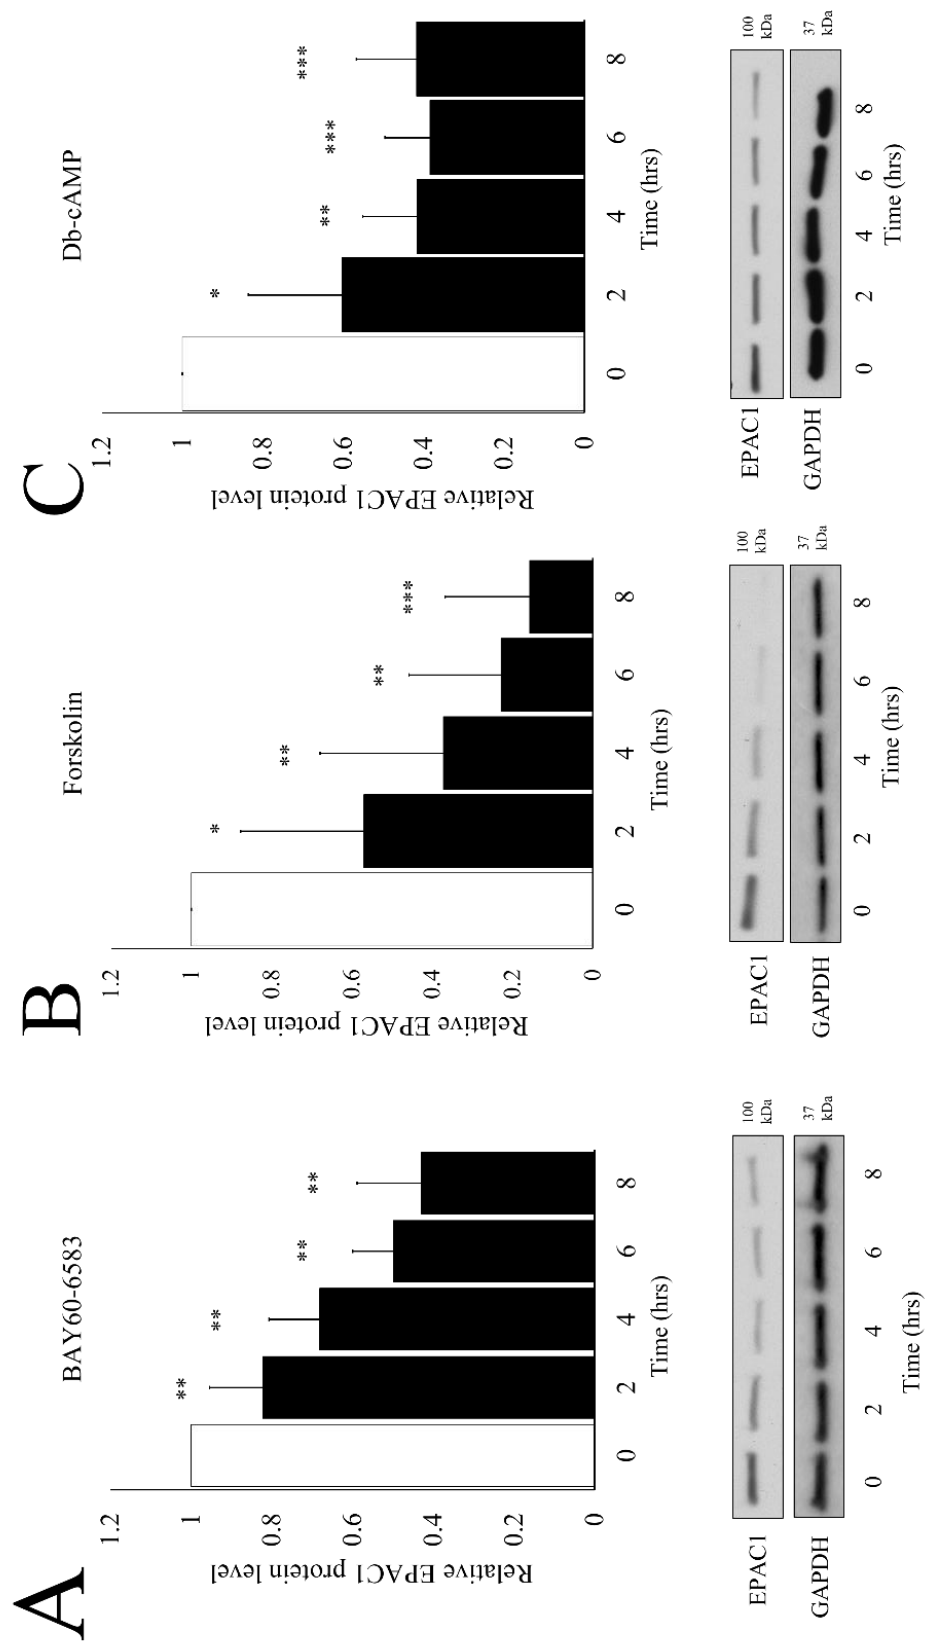 A
BAY60-6583
Relative EPAC1 protein level
1.2
1
0.8
0.6
0.4
0.2
0
** ** ** **
0 2 4 6 8
Time (hrs)
EPAC1
100
kDa
GAPDH
37
kDa
0 2 4 6 8
Time (hrs)
B
Forskolin
Relative EPAC1 protein level
1.2
1
0.8
0.6
0.4
0.2
0
* ** ** ***
0 2 4 6 8
Time (hrs)
EPAC1
100
kDa
GAPDH
37
kDa
0 2 4 6 8
Time (hrs)
C
Db-cAMP
Relative EPAC1 protein level
1.2
1
0.8
0.6
0.4
0.2
0
* ** *** ***
0 2 4 6 8
Time (hrs)
EPAC1
100
kDa
GAPDH
37
kDa
0 2 4 6 8
Time (hrs)